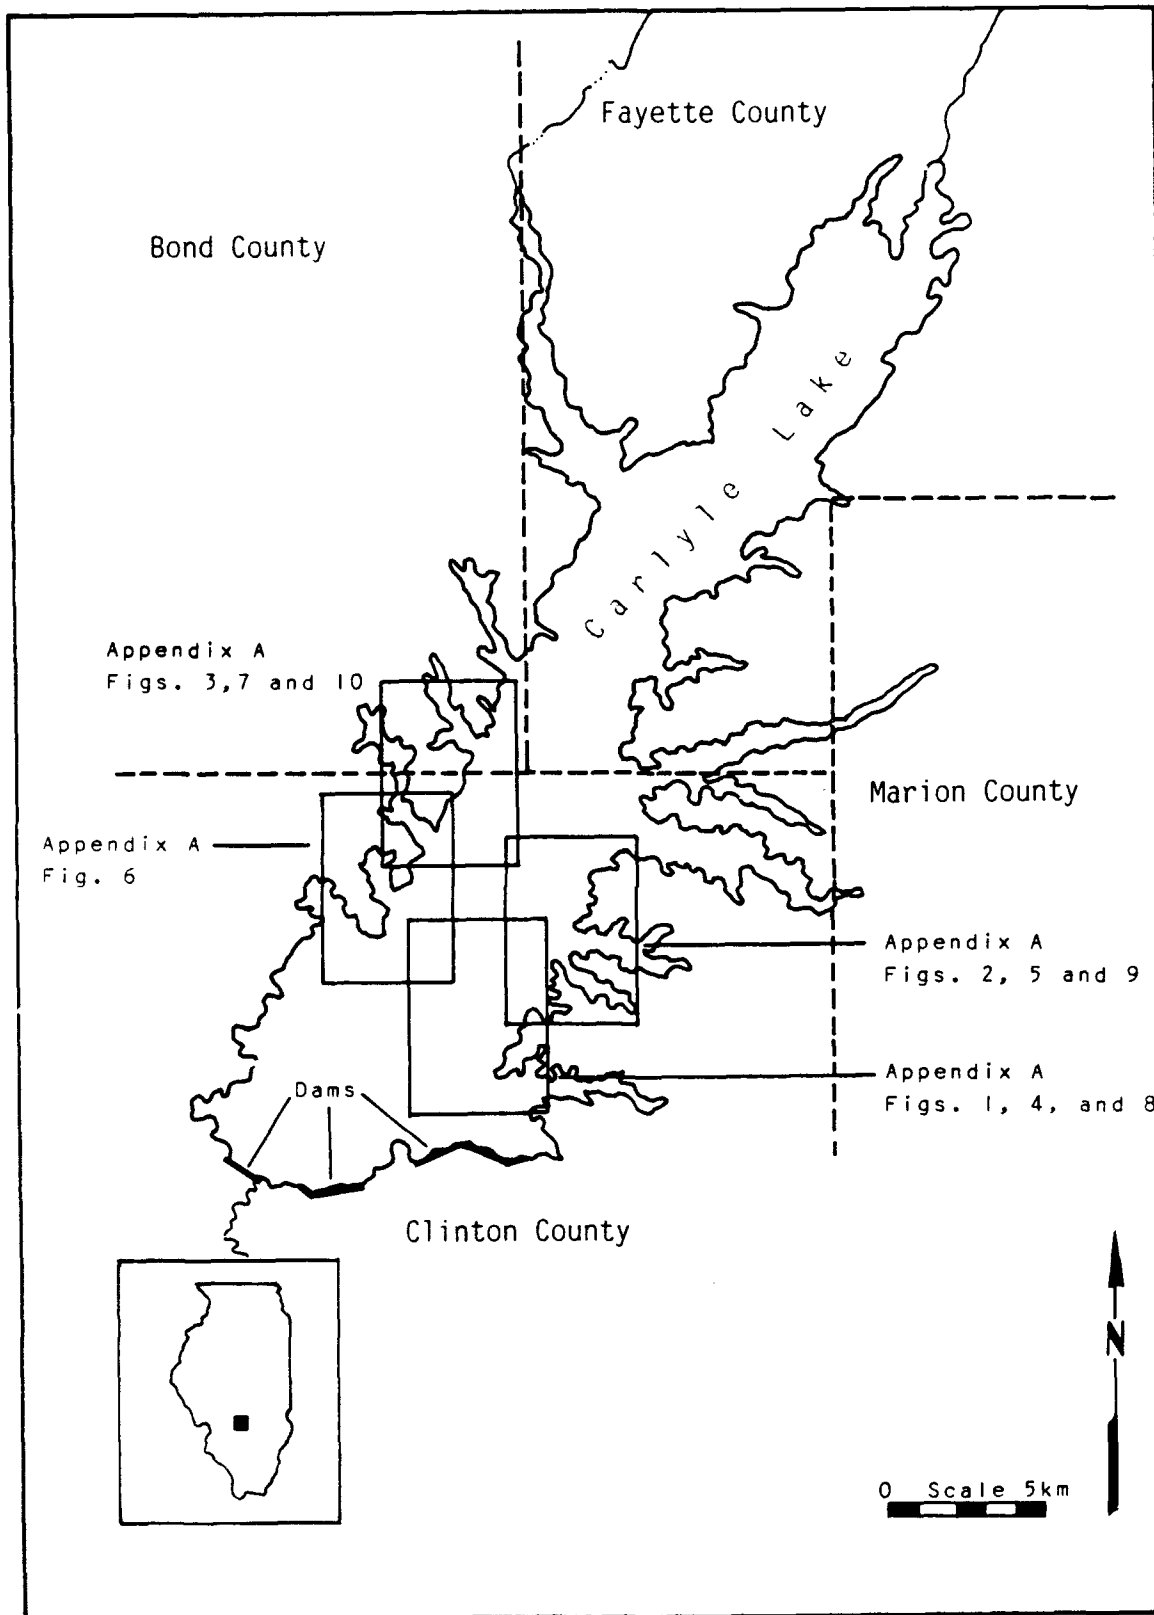 Fayette County
Bond County
Carlyle Lake
Appendix A
Figs. 3,7 and 10
Marion County
Appendix A
Fig. 6
Appendix A
Figs. 2, 5 and 9
Appendix A
Figs. 1, 4, and 8
Dams
Clinton County
N
0 Scale 5km